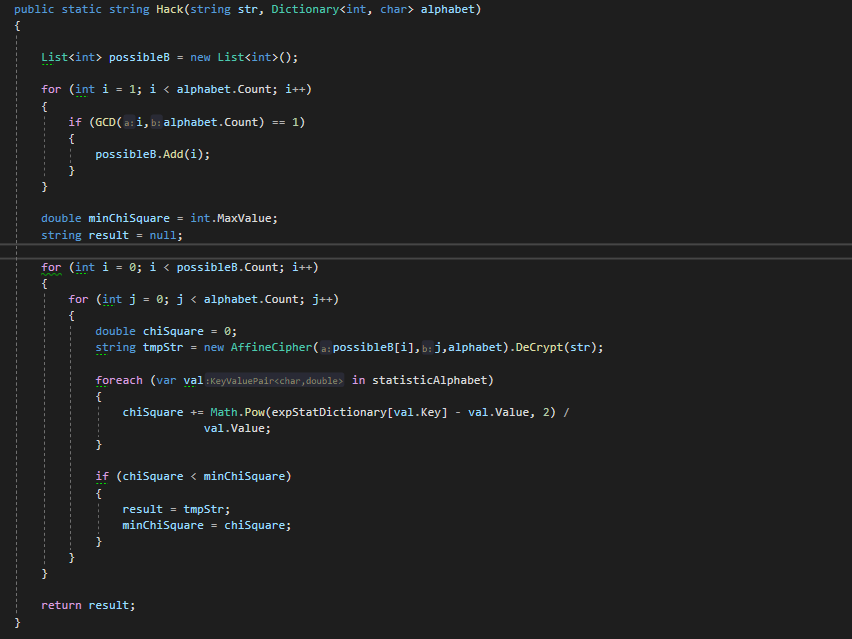 public static string Hack(string str, Dictionary<int, char> alphabet)
{
List<int> possibleB = new List<int>();
for (int i = 1; i < alphabet.Count; i++)
{
if (GCD(a:i,b:alphabet.Count) == 1)
{
possibleB.Add(i);
}
}
double minChiSquare = int.MaxValue;
string result = null;
for (int i = 0; i < possibleB.Count; i++)
{
for (int j = 0; j < alphabet.Count; j++)
{
double chiSquare = 0;
string tmpStr = new AffineCipher(a:possibleB[i],b:j,alphabet).DeCrypt(str);
foreach (var val:KeyValuePair<char,double> in statisticAlphabet)
{
chiSquare += Math.Pow(expStatDictionary[val.Key] - val.Value, 2) /
val.Value;
}
if (chiSquare < minChiSquare)
{
result = tmpStr;
minChiSquare = chiSquare;
}
}
}
return result;
}